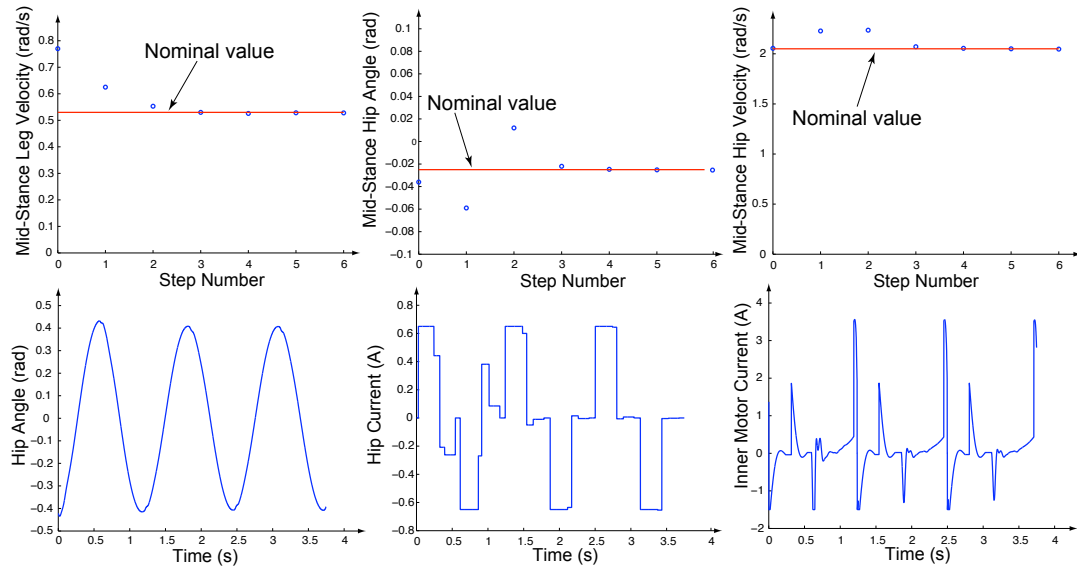 Mid-Stance Leg Velocity (rad/s)
0.8
0.7
0.6
0.5
0.4
0.3
0.2
0.1
0
Nominal value
0 1 2 3 4 5 6
Step Number
Mid-Stance Hip Angle (rad)
0.1
0.08
0.06
0.04
0.02
0
−0.02
−0.04
−0.06
−0.08
−0.1
Nominal value
0 1 2 3 4 5 6
Step Number
Mid-Stance Hip Velocity (rad/s)
2
1.5
1
0.5
0
Nominal value
0 1 2 3 4 5 6
Step Number
Hip Angle (rad)
0.5
0.4
0.3
0.2
0.1
0
−0.1
−0.2
−0.3
−0.4
−0.5
0 0.5 1 1.5 2 2.5 3 3.5 4
Time (s)
Hip Current (A)
0.8
0.6
0.4
0.2
0
−0.2
−0.4
−0.6
−0.8
0 0.5 1 1.5 2 2.5 3 3.5 4
Time (s)
Inner Motor Current (A)
4
3
2
1
0
−1
−2
0 0.5 1 1.5 2 2.5 3 3.5 4
Time (s)